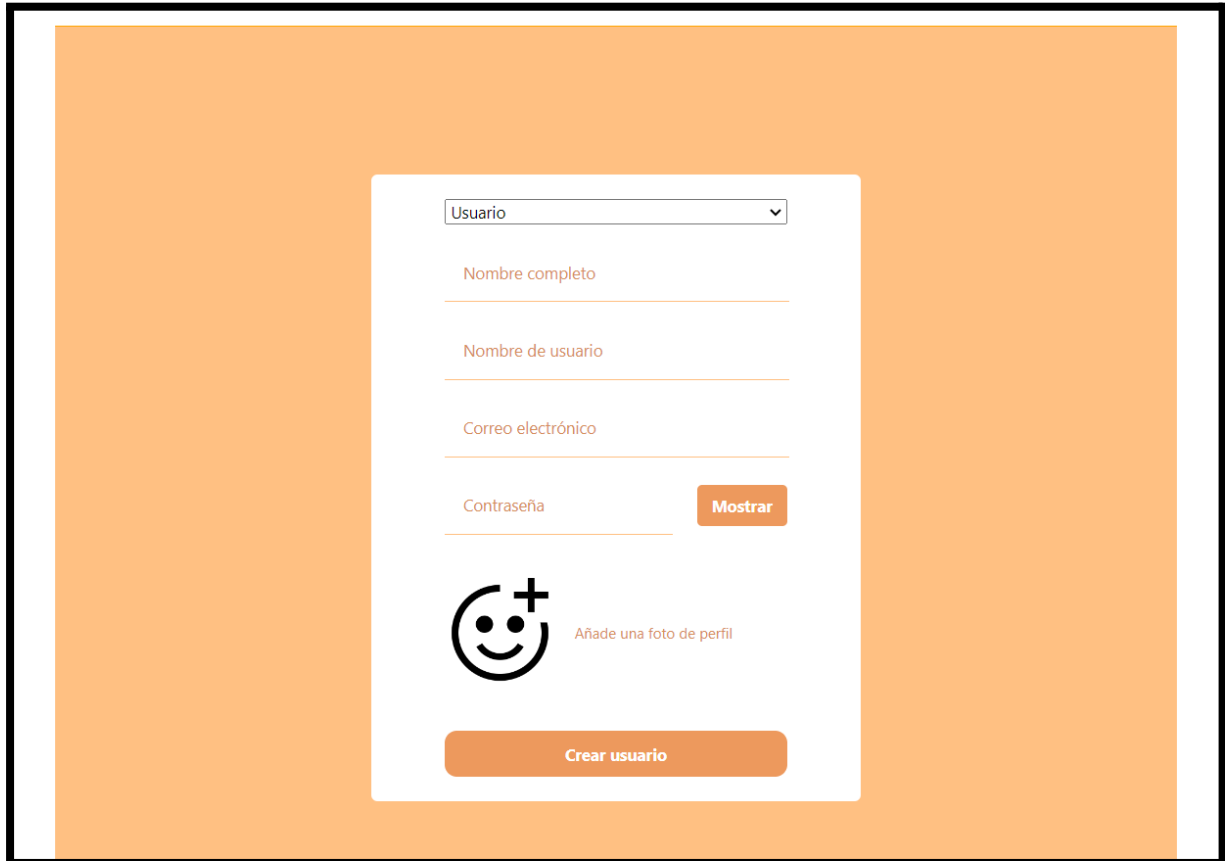 Usuario
Nombre completo
Nombre de usuario
Correo electrónico
Contraseña
Mostrar
Añade una foto de perfil
Crear usuario